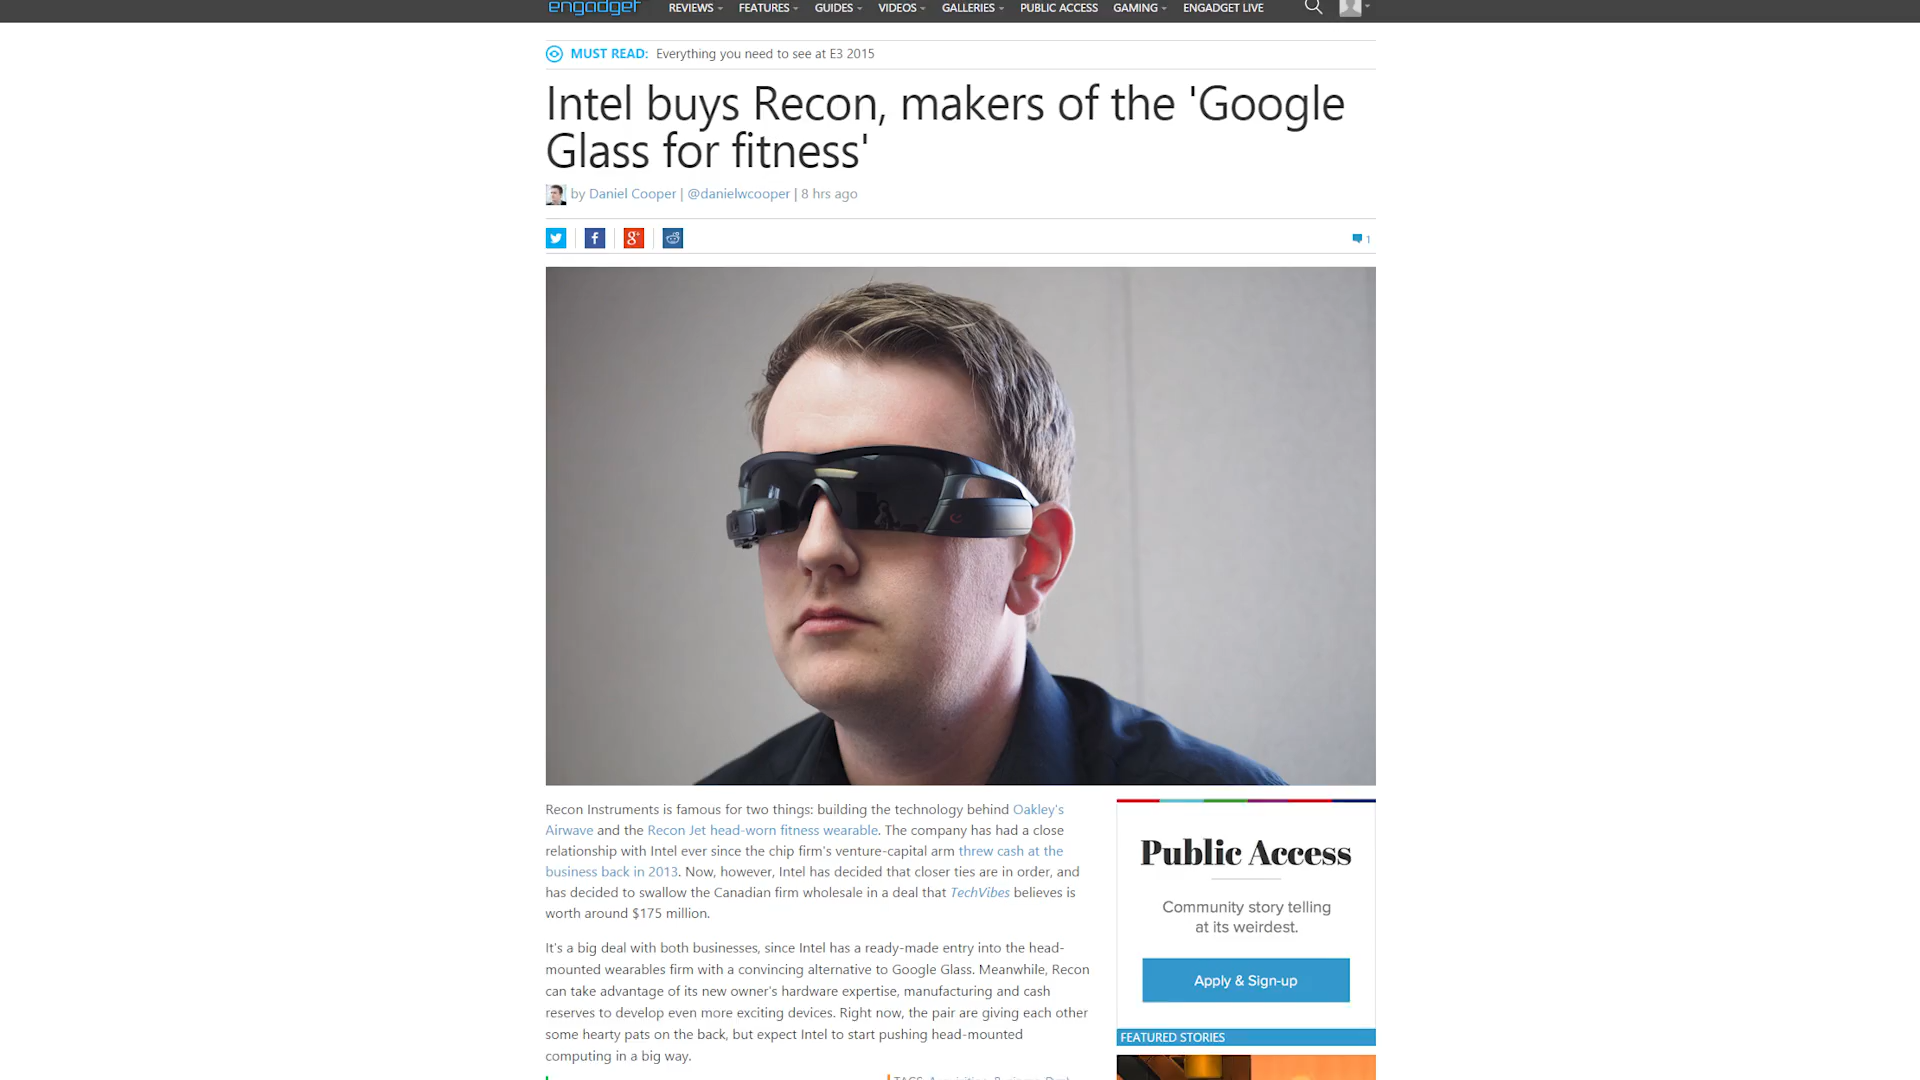 engadget REVIEWS FEATURES GUIDES VIDEOS GALLERIES PUBLIC ACCESS GAMING ENGADGET LIVE
MUST READ: Everything you need to see at E3 2015
Intel buys Recon, makers of the 'Google
Glass for fitness'
by Daniel Cooper | @danielwcooper | 8 hrs ago
1
Recon Instruments is famous for two things: building the technology behind Oakley's
Airwave and the Recon Jet head-worn fitness wearable. The company has had a close
relationship with Intel ever since the chip firm's venture-capital arm threw cash at the
business back in 2013. Now, however, Intel has decided that closer ties are in order, and
has decided to swallow the Canadian firm wholesale in a deal that TechVibes believes is
worth around $175 million.
It's a big deal with both businesses, since Intel has a ready-made entry into the head-
mounted wearables firm with a convincing alternative to Google Glass. Meanwhile, Recon
can take advantage of its new owner's hardware expertise, manufacturing and cash
reserves to develop even more exciting devices. Right now, the pair are giving each other
some hearty pats on the back, but expect Intel to start pushing head-mounted
computing in a big way.
Public Access
Community story telling
at its weirdest.
Apply & Sign-up
FEATURED STORIES